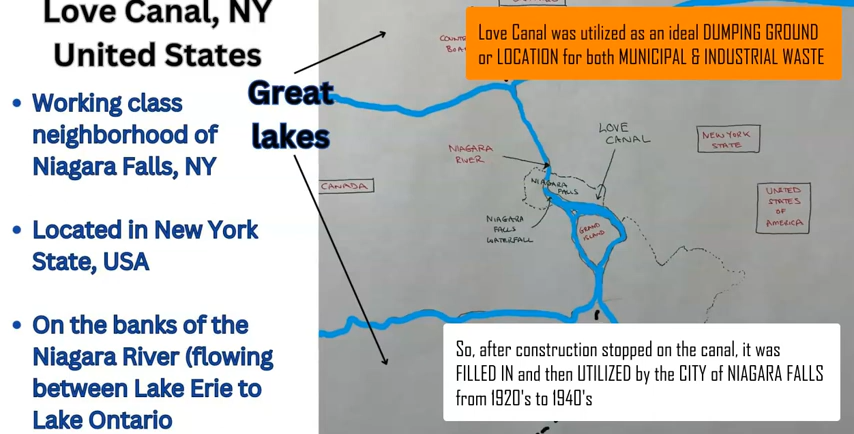 Love Canal, NY
United States
• Working class
neighborhood of
Niagara Falls, NY
• Located in New York
State, USA
• On the banks of the
Niagara River (flowing
between Lake Erie to
Lake Ontario
Great
lakes
Love Canal was utilized as an ideal DUMPING GROUND
or LOCATION for both MUNICIPAL & INDUSTRIAL WASTE
NIAGARA
RIVER
LOVE
CANAL
NEW YORK
STATE
CANADA
NIAGARA
FALLS
UNITED
STATES
OF
AMERICA
NIAGARA
FALLS
WATERFALL
GRAND
ISLAND
So, after construction stopped on the canal, it was
FILLED IN and then UTILIZED by the CITY of NIAGARA FALLS
from 1920's to 1940's